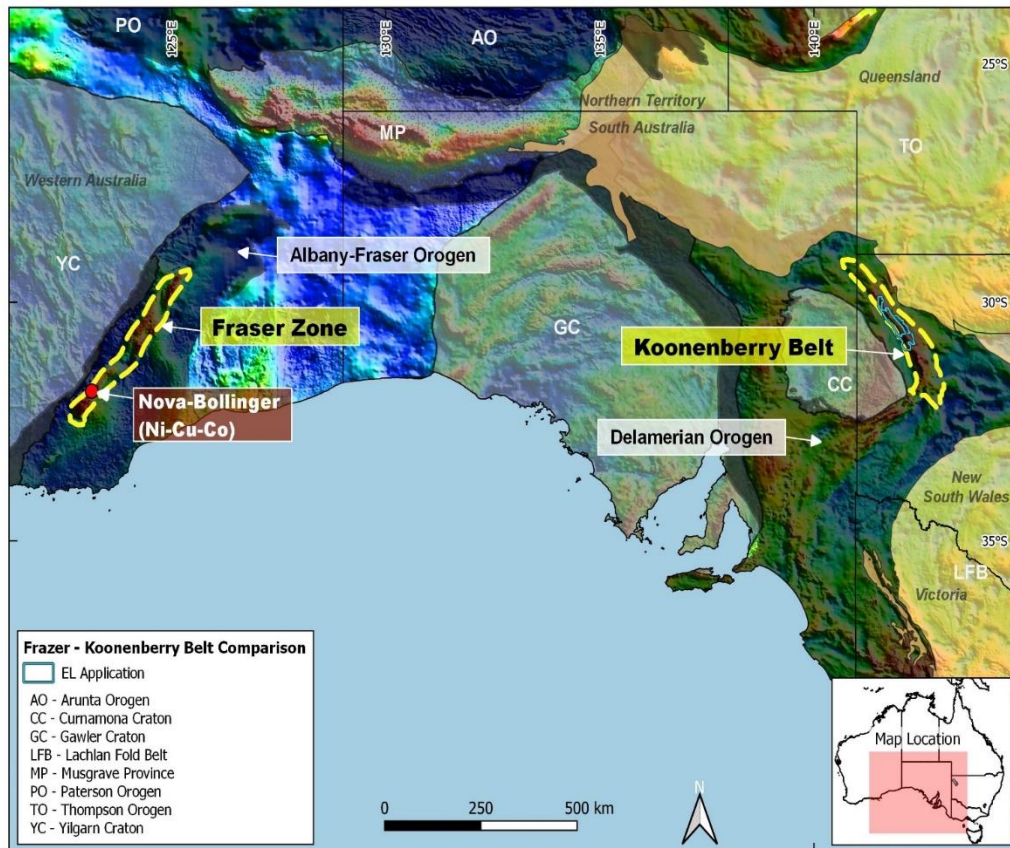 PO
125°E
130°E
AO
135°E
140°E
25°S
Queensland
Northern Territory
South Australia
MP
TO
Western Australia
YC
Albany-Fraser Orogen
Fraser Zone
GC
30°S
Koonenberry Belt
CC
Nova-Bollinger
(Ni-Cu-Co)
Delamerian Orogen
New
South Wales
35°S
LFB
Victoria
Frazer - Koonenberry Belt Comparison
EL Application
AO - Arunta Orogen
CC - Curnamona Craton
GC - Gawler Craton
LFB - Lachlan Fold Belt
MP - Musgrave Province
PO - Paterson Orogen
TO - Thompson Orogen
YC - Yilgarn Craton
0 250 500 km
N
Map Location